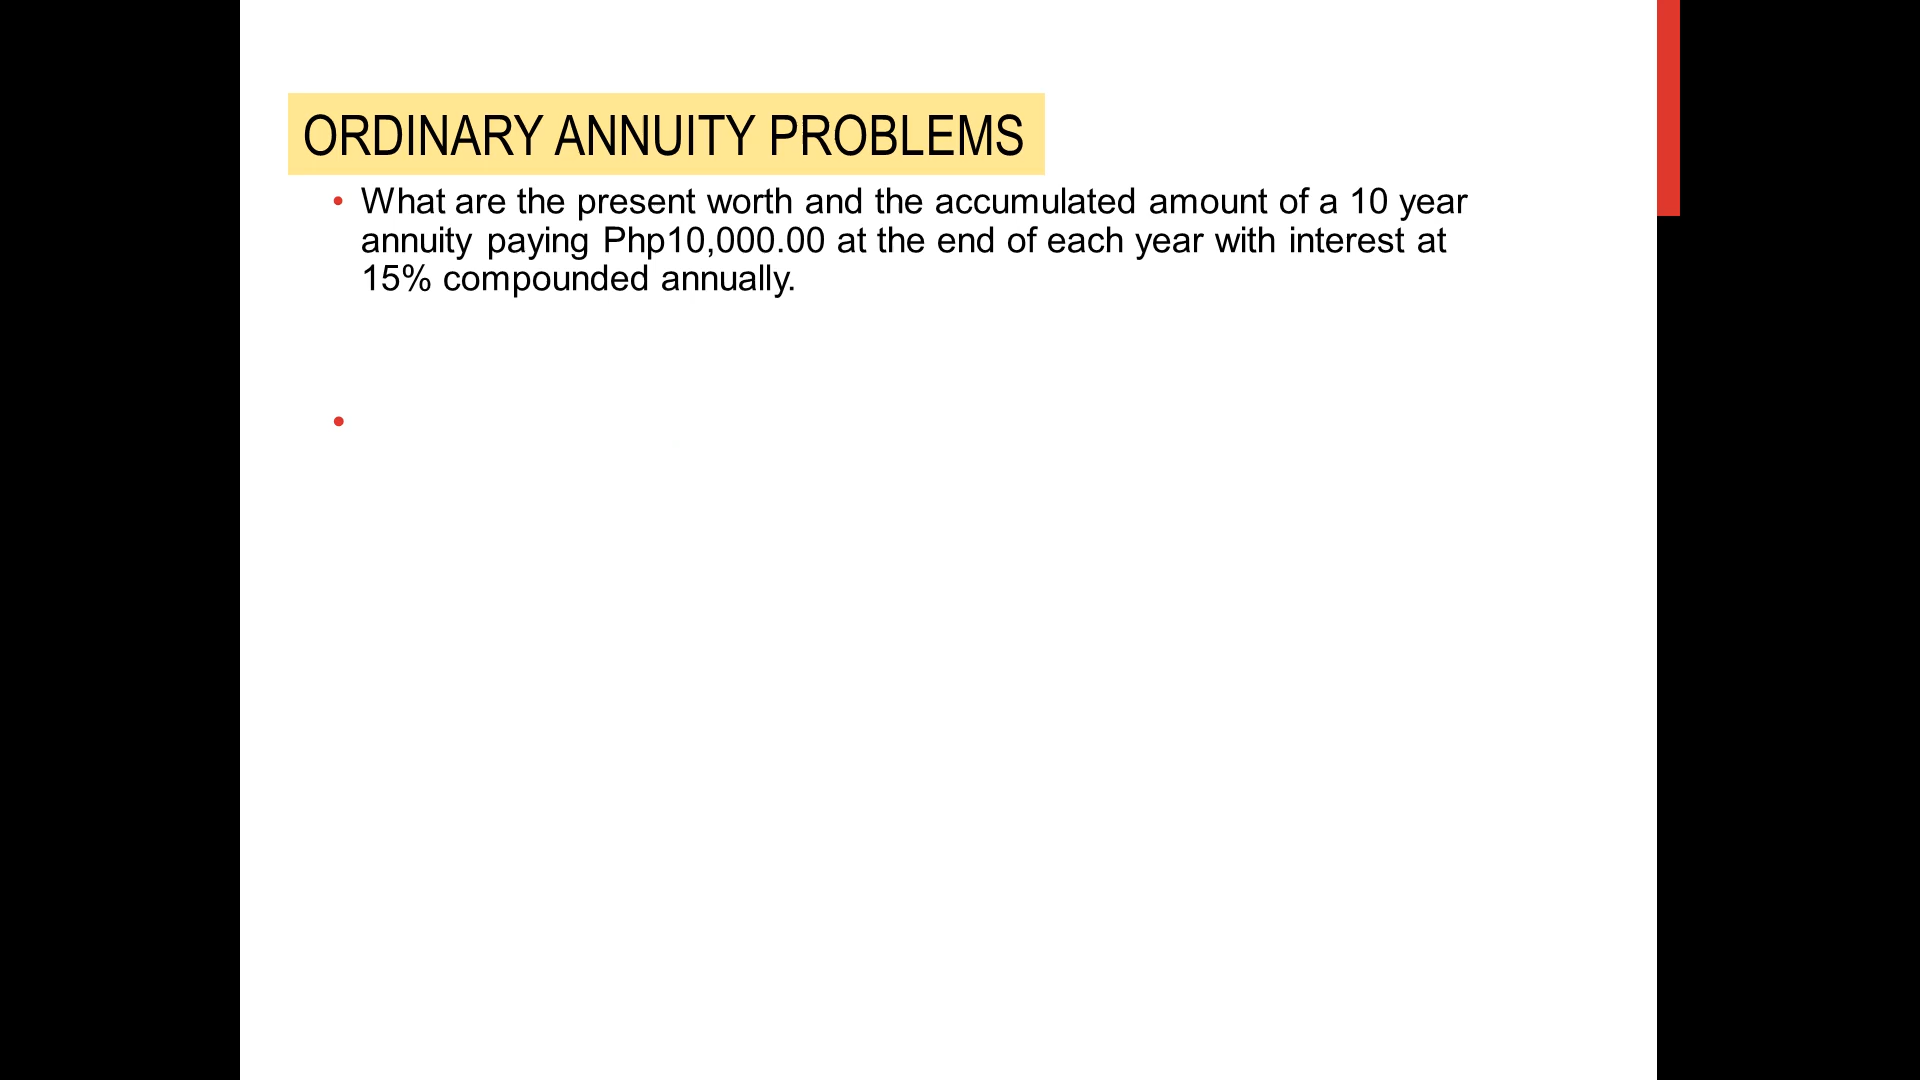 ORDINARY ANNUITY PROBLEMS
• What are the present worth and the accumulated amount of a 10 year
annuity paying Php10,000.00 at the end of each year with interest at
15% compounded annually.
•